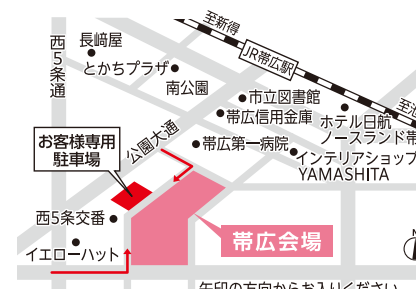 至新得
長﨑屋
JR帯広駅
西5条通
とかちプラザ
南公園
市立図書館
帯広信用金庫
ホテル日航
ノースランド帯
公園大通
お客様専用
駐車場
帯広第一病院
インテリアショップ
YAMASHITA
西5条交番
帯広会場
イエローハット
矢印の方向からお入りください